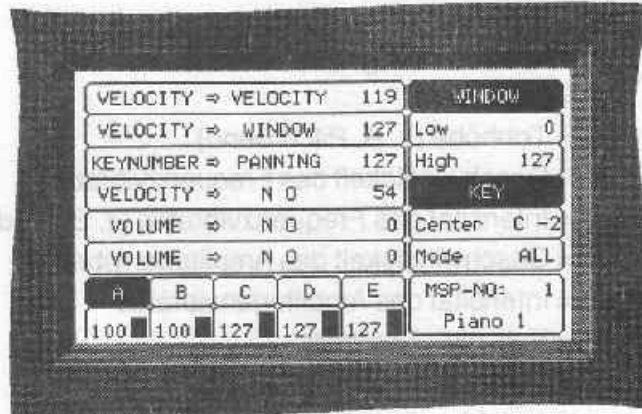 VELOCITY ⇒ VELOCITY 119
VELOCITY ⇒ WINDOW 127
KEYNUMBER ⇒ PANNING 127
VELOCITY ⇒ N O 54
VOLUME ⇒ N O 0
VOLUME ⇒ N O 0
WINDOW
Low 0
High 127
KEY
Center C -2
Mode ALL
A B C D E
100 100 127 127 127
MSP-NO: 1
Piano 1